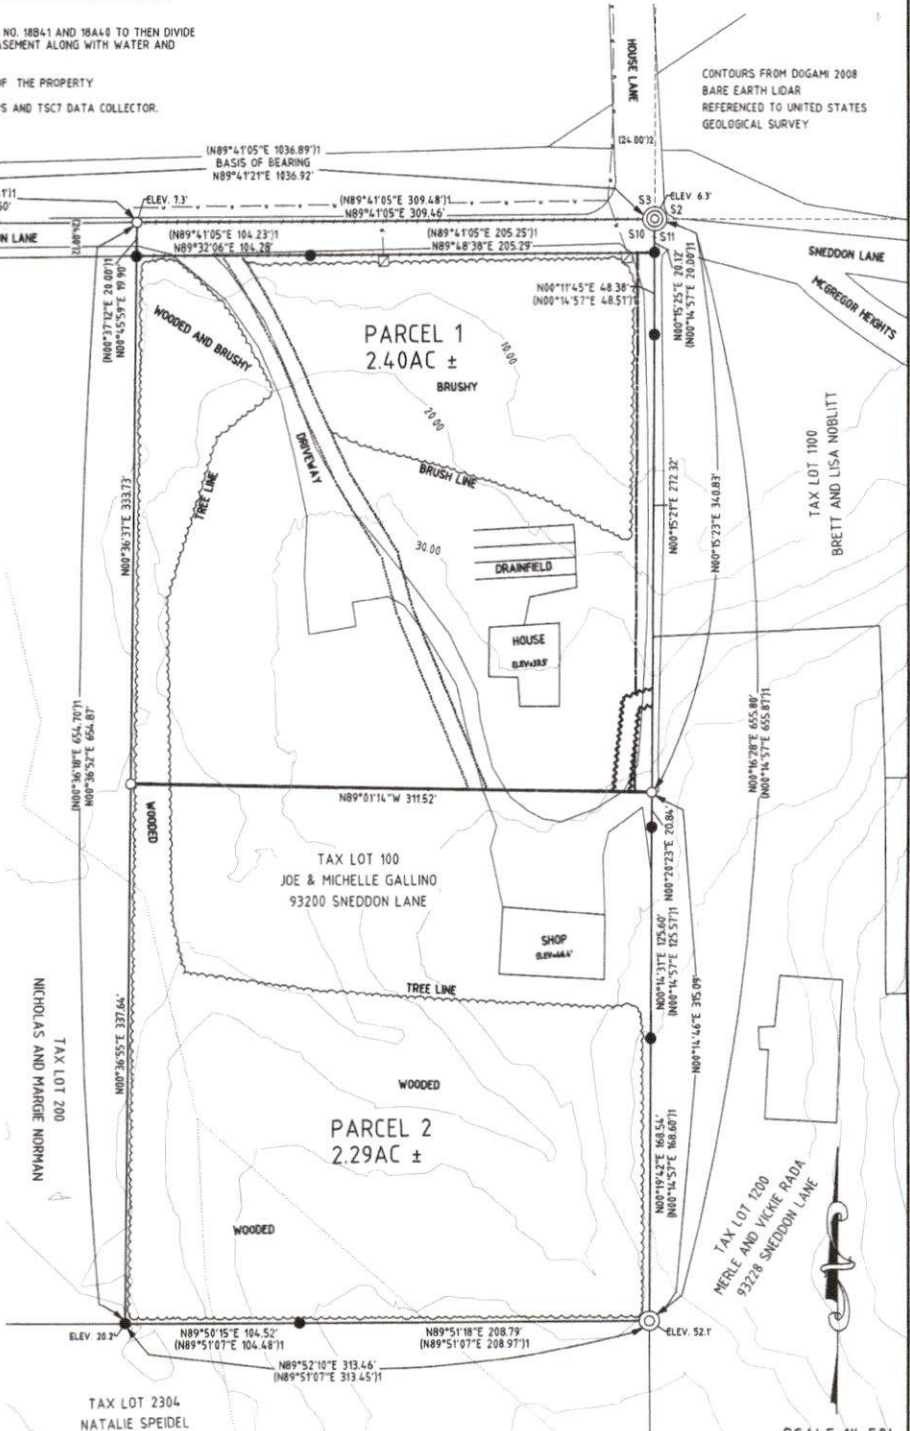 NO. 18B41 AND 18A40 TO THEN DIVIDE
ASEMENT ALONG WITH WATER AND
OF THE PROPERTY
PS AND TSC7 DATA COLLECTOR.
HOUSE LANE
(24.00')2
CONTOURS FROM DOGAMI 2008
BARE EARTH LIDAR
REFERENCED TO UNITED STATES
GEOLOGICAL SURVEY
(N89°41'05"E 1036.89')1
BASIS OF BEARING
N89°41'21"E 1036.92'
ELEV. 7.3'
(N89°41'05"E 309.48')1
N89°41'05"E 309.46'
S3
ELEV 6.3'
S2
S10
S11
N LANE
(24.00')2
(N89°41'05"E 104.23')1
N89°32'06"E 104.28'
(N89°41'05"E 205.25')1
N89°48'38"E 205.29'
SNEDDON LANE
MCGREGOR HEIGHTS
(N00°37'12"E 20.00')1
N00°45'59"E 19.90'
N00°11'45"E 48.38'
(N00°14'57"E 48.51')1
N00°15'25"E 20.12'
(N00°14'57"E 20.00')1
WOODED AND BRUSHY
PARCEL 1
2.40AC ±
BRUSHY
10.00
20.00
DRIVEWAY
BRUSH LINE
TREE LINE
30.00
DRAINFIELD
HOUSE
ELEV=33.5'
N00°36'37"E 333.73'
N00°15'21"E 272.32'
N00°15'23"E 340.83'
TAX LOT 1100
BRETT AND LISA NOBLITT
(N00°36'18"E 654.70')1
N00°36'52"E 654.87'
N00°16'28"E 655.80'
(N00°14'57"E 655.87')1
N89°01'14"W 311.52'
WOODED
TAX LOT 100
JOE & MICHELLE GALLINO
93200 SNEDDON LANE
N00°20'23"E 20.84'
SHOP
ELEV=46.4'
N00°14'31"E 125.60'
(N00°14'57"E 125.57')1
N00°14'46"E 315.09'
TREE LINE
N00°36'55"E 337.64'
TAX LOT 200
NICHOLAS AND MARGIE NORMAN
WOODED
PARCEL 2
2.29AC ±
WOODED
N00°19'42"E 168.54'
(N00°14'57"E 168.60')1
TAX LOT 1200
MERLE AND VICKIE RADA
93228 SNEDDON LANE
ELEV. 20.2'
N89°50'15"E 104.52'
(N89°51'07"E 104.48')1
N89°51'18"E 208.79'
(N89°51'07"E 208.97')1
ELEV. 52.1'
N89°52'10"E 313.46'
(N89°51'07"E 313.45')1
TAX LOT 2304
NATALIE SPEIDEL